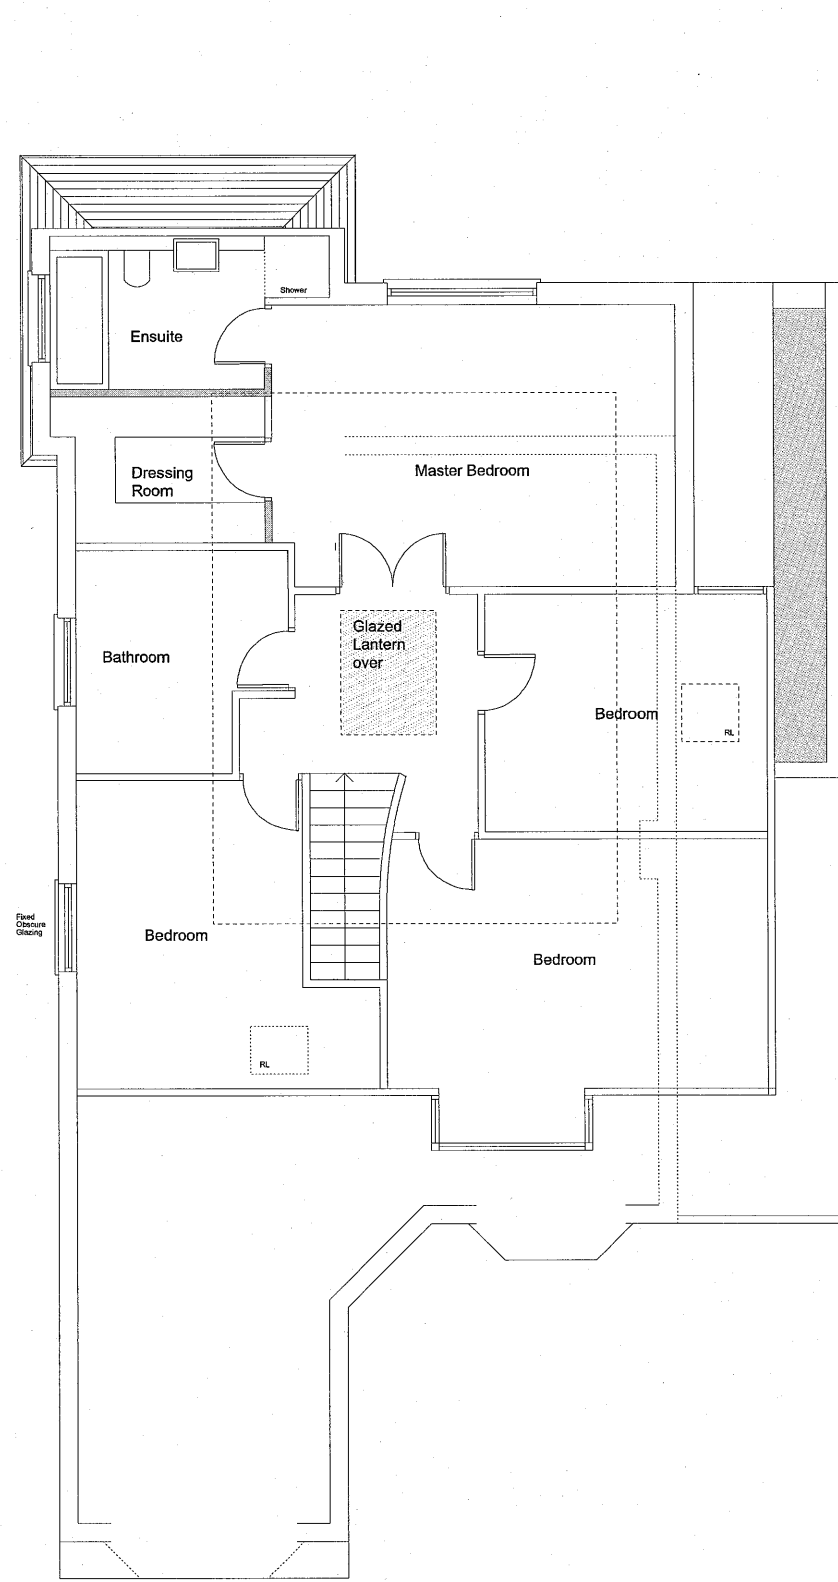 Shower
Ensuite
Dressing
Room
Master Bedroom
Glazed
Lantern
over
Bathroom
Bedroom
RL
Fixed
Obscure
Glazing
Bedroom
Bedroom
RL